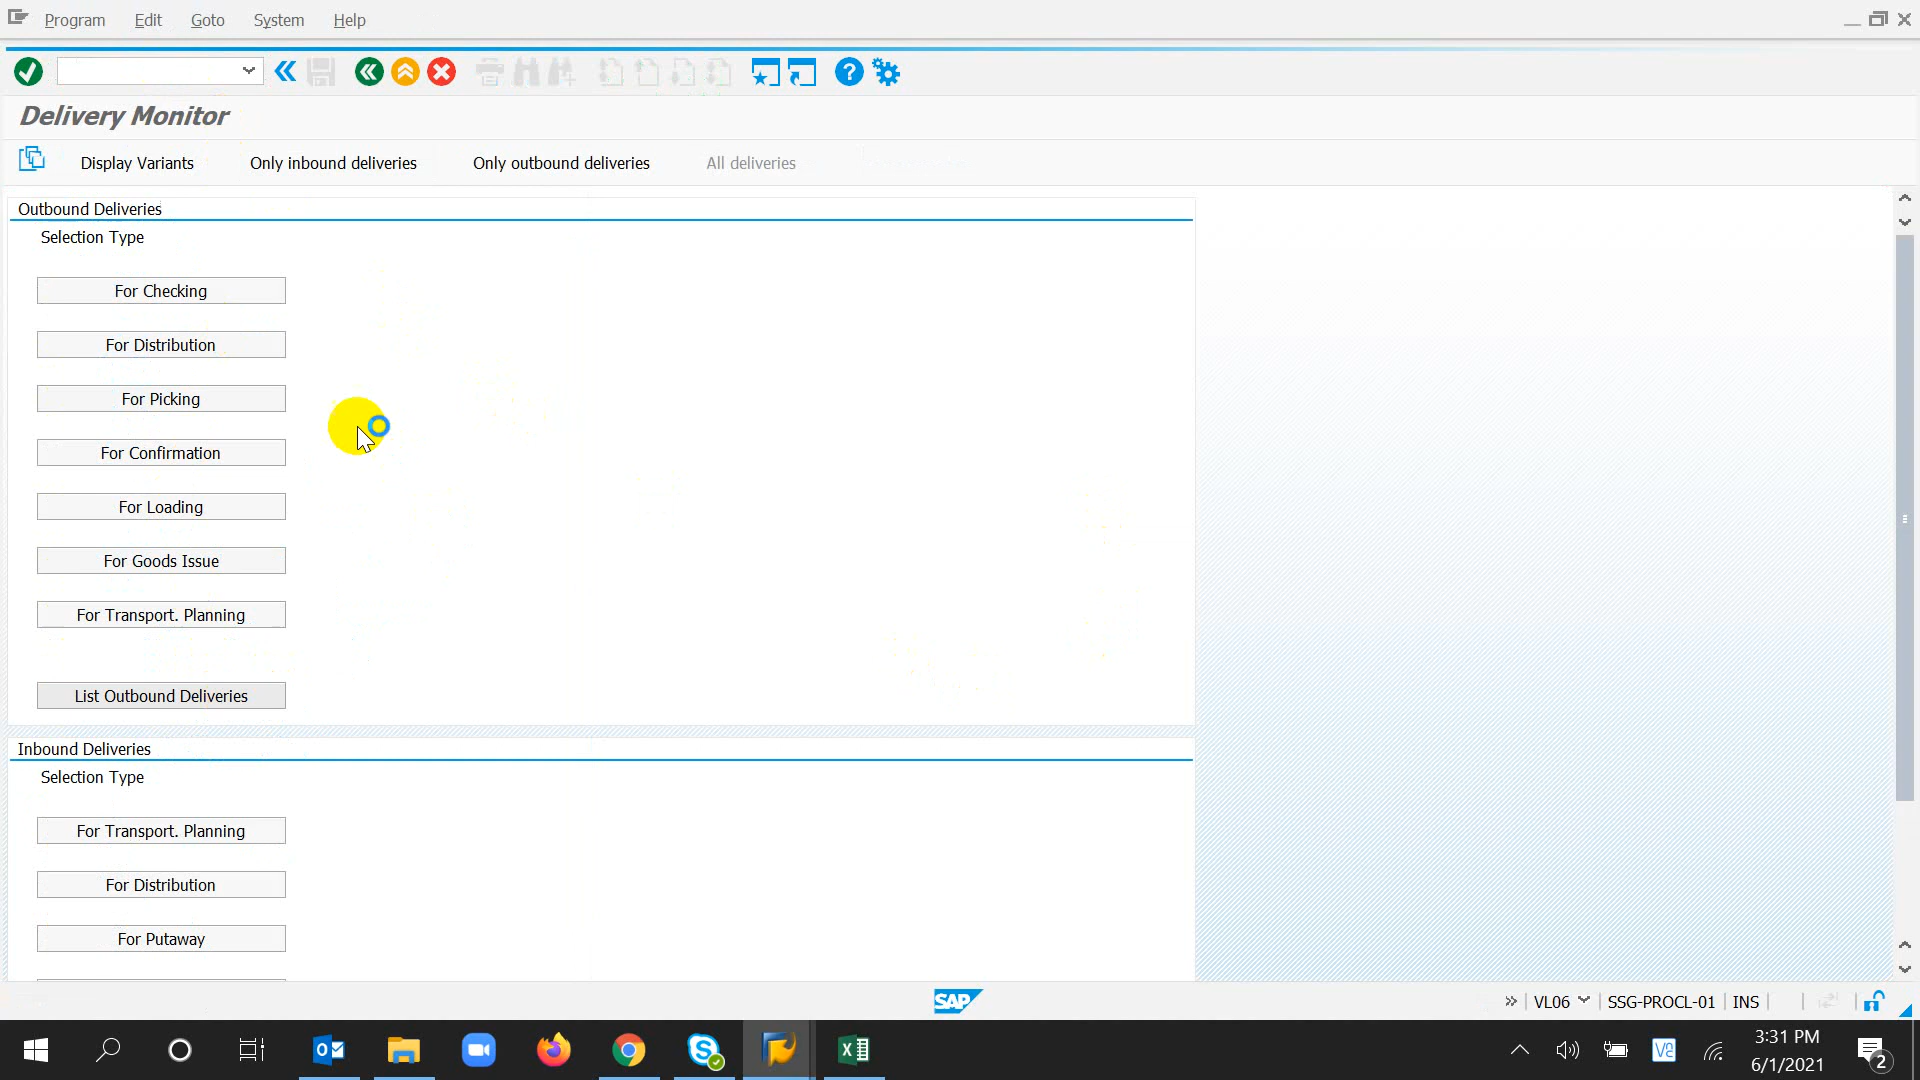 Program Edit Goto System Help
Delivery Monitor
Display Variants Only inbound deliveries Only outbound deliveries All deliveries
Outbound Deliveries
Selection Type
For Checking
For Distribution
For Picking
For Confirmation
For Loading
For Goods Issue
For Transport. Planning
List Outbound Deliveries
Inbound Deliveries
Selection Type
For Transport. Planning
For Distribution
For Putaway
SAP VL06 SSG-PROCL-01 INS
3:31 PM
6/1/2021
2